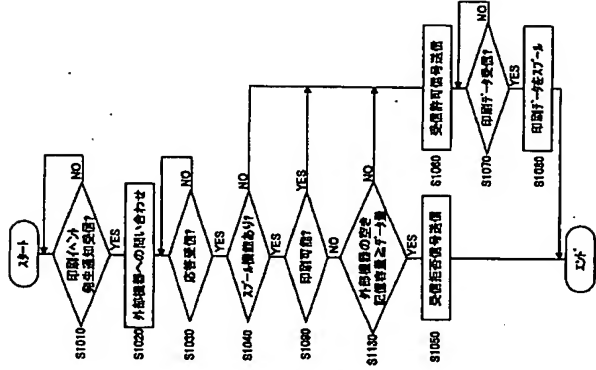 スタート
S1010
印刷イベント
発生通知受信?
NO
YES
S1020
外部機器への問い合わせ
S1030
応答受信?
NO
YES
S1040
スプール機能あり?
NO
YES
S1090
印刷可信?
YES
NO
S1130
外部機器の空き
記憶容量≧データ量
NO
YES
S1050
受信拒否信号送信
S1060
受信許可信号送信
S1070
印刷データ受信?
NO
YES
S1080
印刷データをスプール
エンド